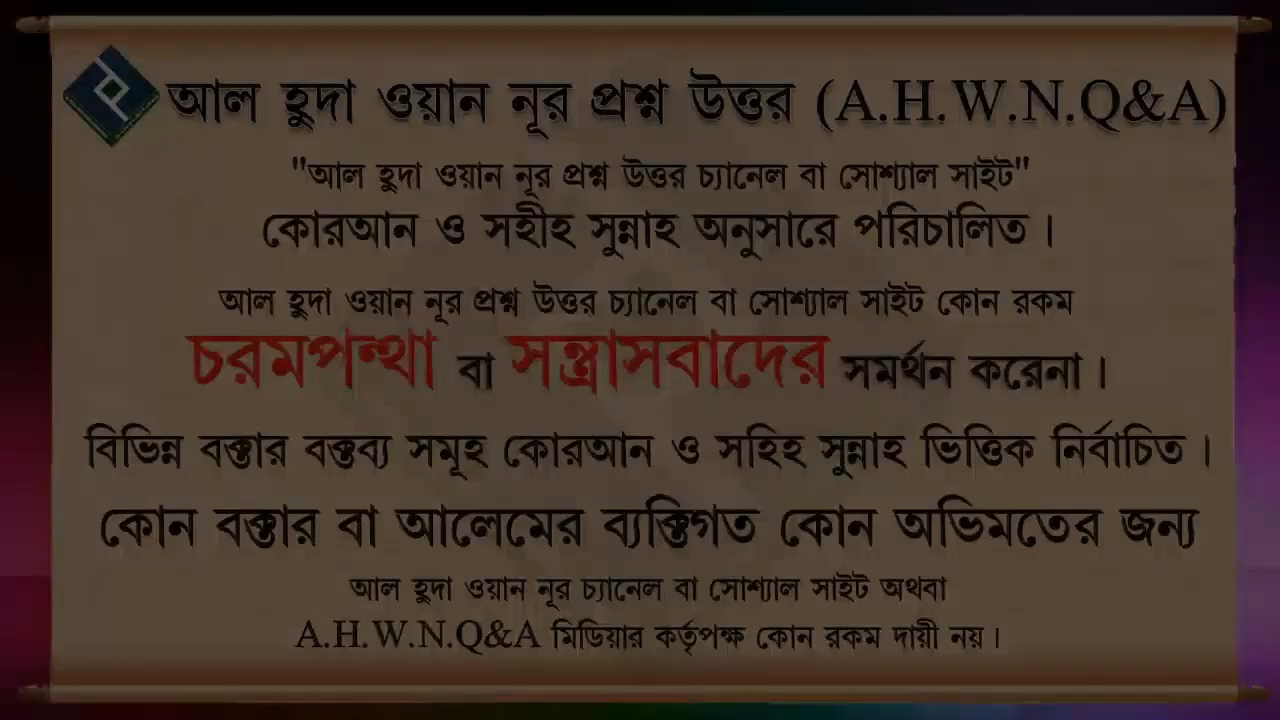 আল হুদা ওয়ান নূর প্রশ্ন উত্তর (A.H.W.N.Q&A)
"আল হুদা ওয়ান নূর প্রশ্ন উত্তর চ্যানেল বা সোশ্যাল সাইট"
কোরআন ও সহীহ সুন্নাহ অনুসারে পরিচালিত ।
আল হুদা ওয়ান নূর প্রশ্ন উত্তর চ্যানেল বা সোশ্যাল সাইট কোন রকম
চরমপন্থা বা সন্ত্রাসবাদের সমর্থন করেনা ।
বিভিন্ন বক্তার বক্তব্য সমূহ কোরআন ও সহিহ সুন্নাহ ভিত্তিক নির্বাচিত ।
কোন বক্তার বা আলেমের ব্যক্তিগত কোন অভিমতের জন্য
আল হুদা ওয়ান নূর চ্যানেল বা সোশ্যাল সাইট অথবা
A.H.W.N.Q&A মিডিয়ার কর্তৃপক্ষ কোন রকম দায়ী নয় ।